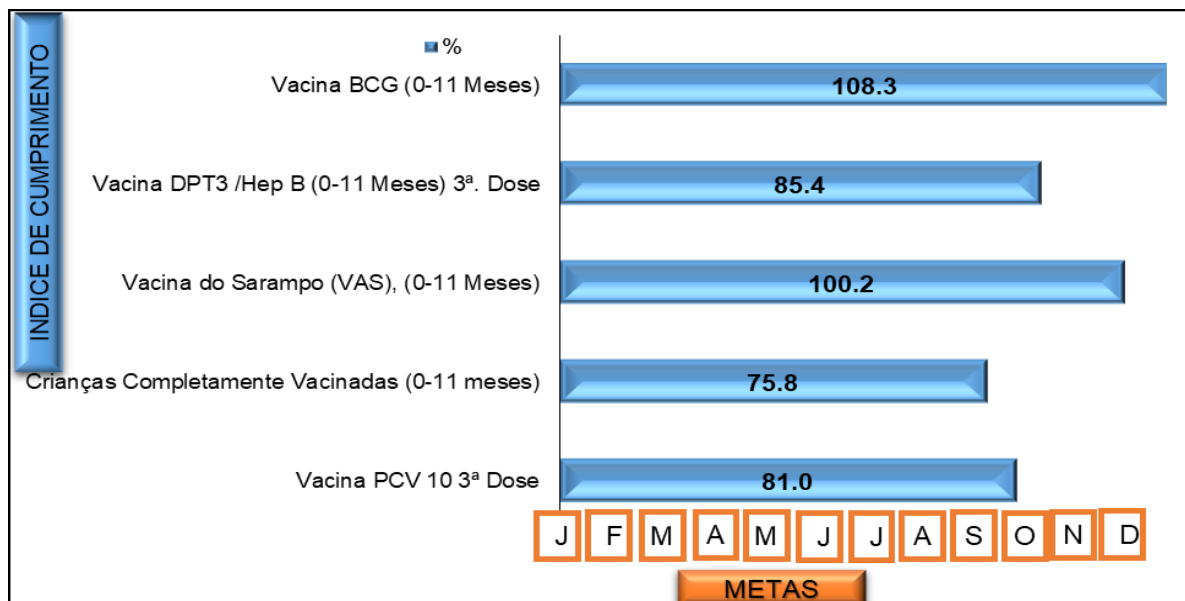 INDICE DE CUMPRIMENTO
%
Vacina BCG (0-11 Meses)
108.3
Vacina DPT3 /Hep B (0-11 Meses) 3ª. Dose
85.4
Vacina do Sarampo (VAS), (0-11 Meses)
100.2
Crianças Completamente Vacinadas (0-11 meses)
75.8
Vacina PCV 10 3ª Dose
81.0
J F M A M J J A S O N D
METAS